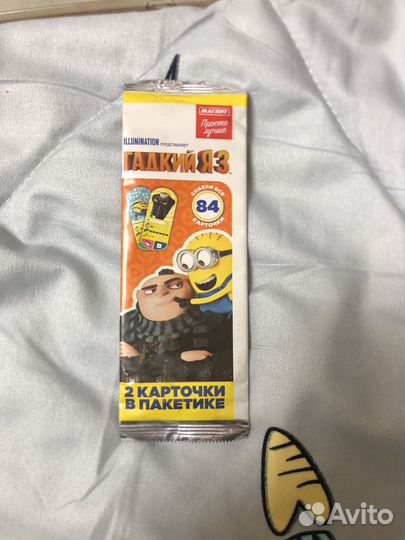 МАГНИТ
Просто
лучше
ILLUMINATION ПРЕДСТАВЛЯЕТ
ГАДКИЙ Я 3
СОБЕРИ ВСЕ
84
КАРТОЧКИ
2 КАРТОЧКИ
В ПАКЕТИКЕ
Avito